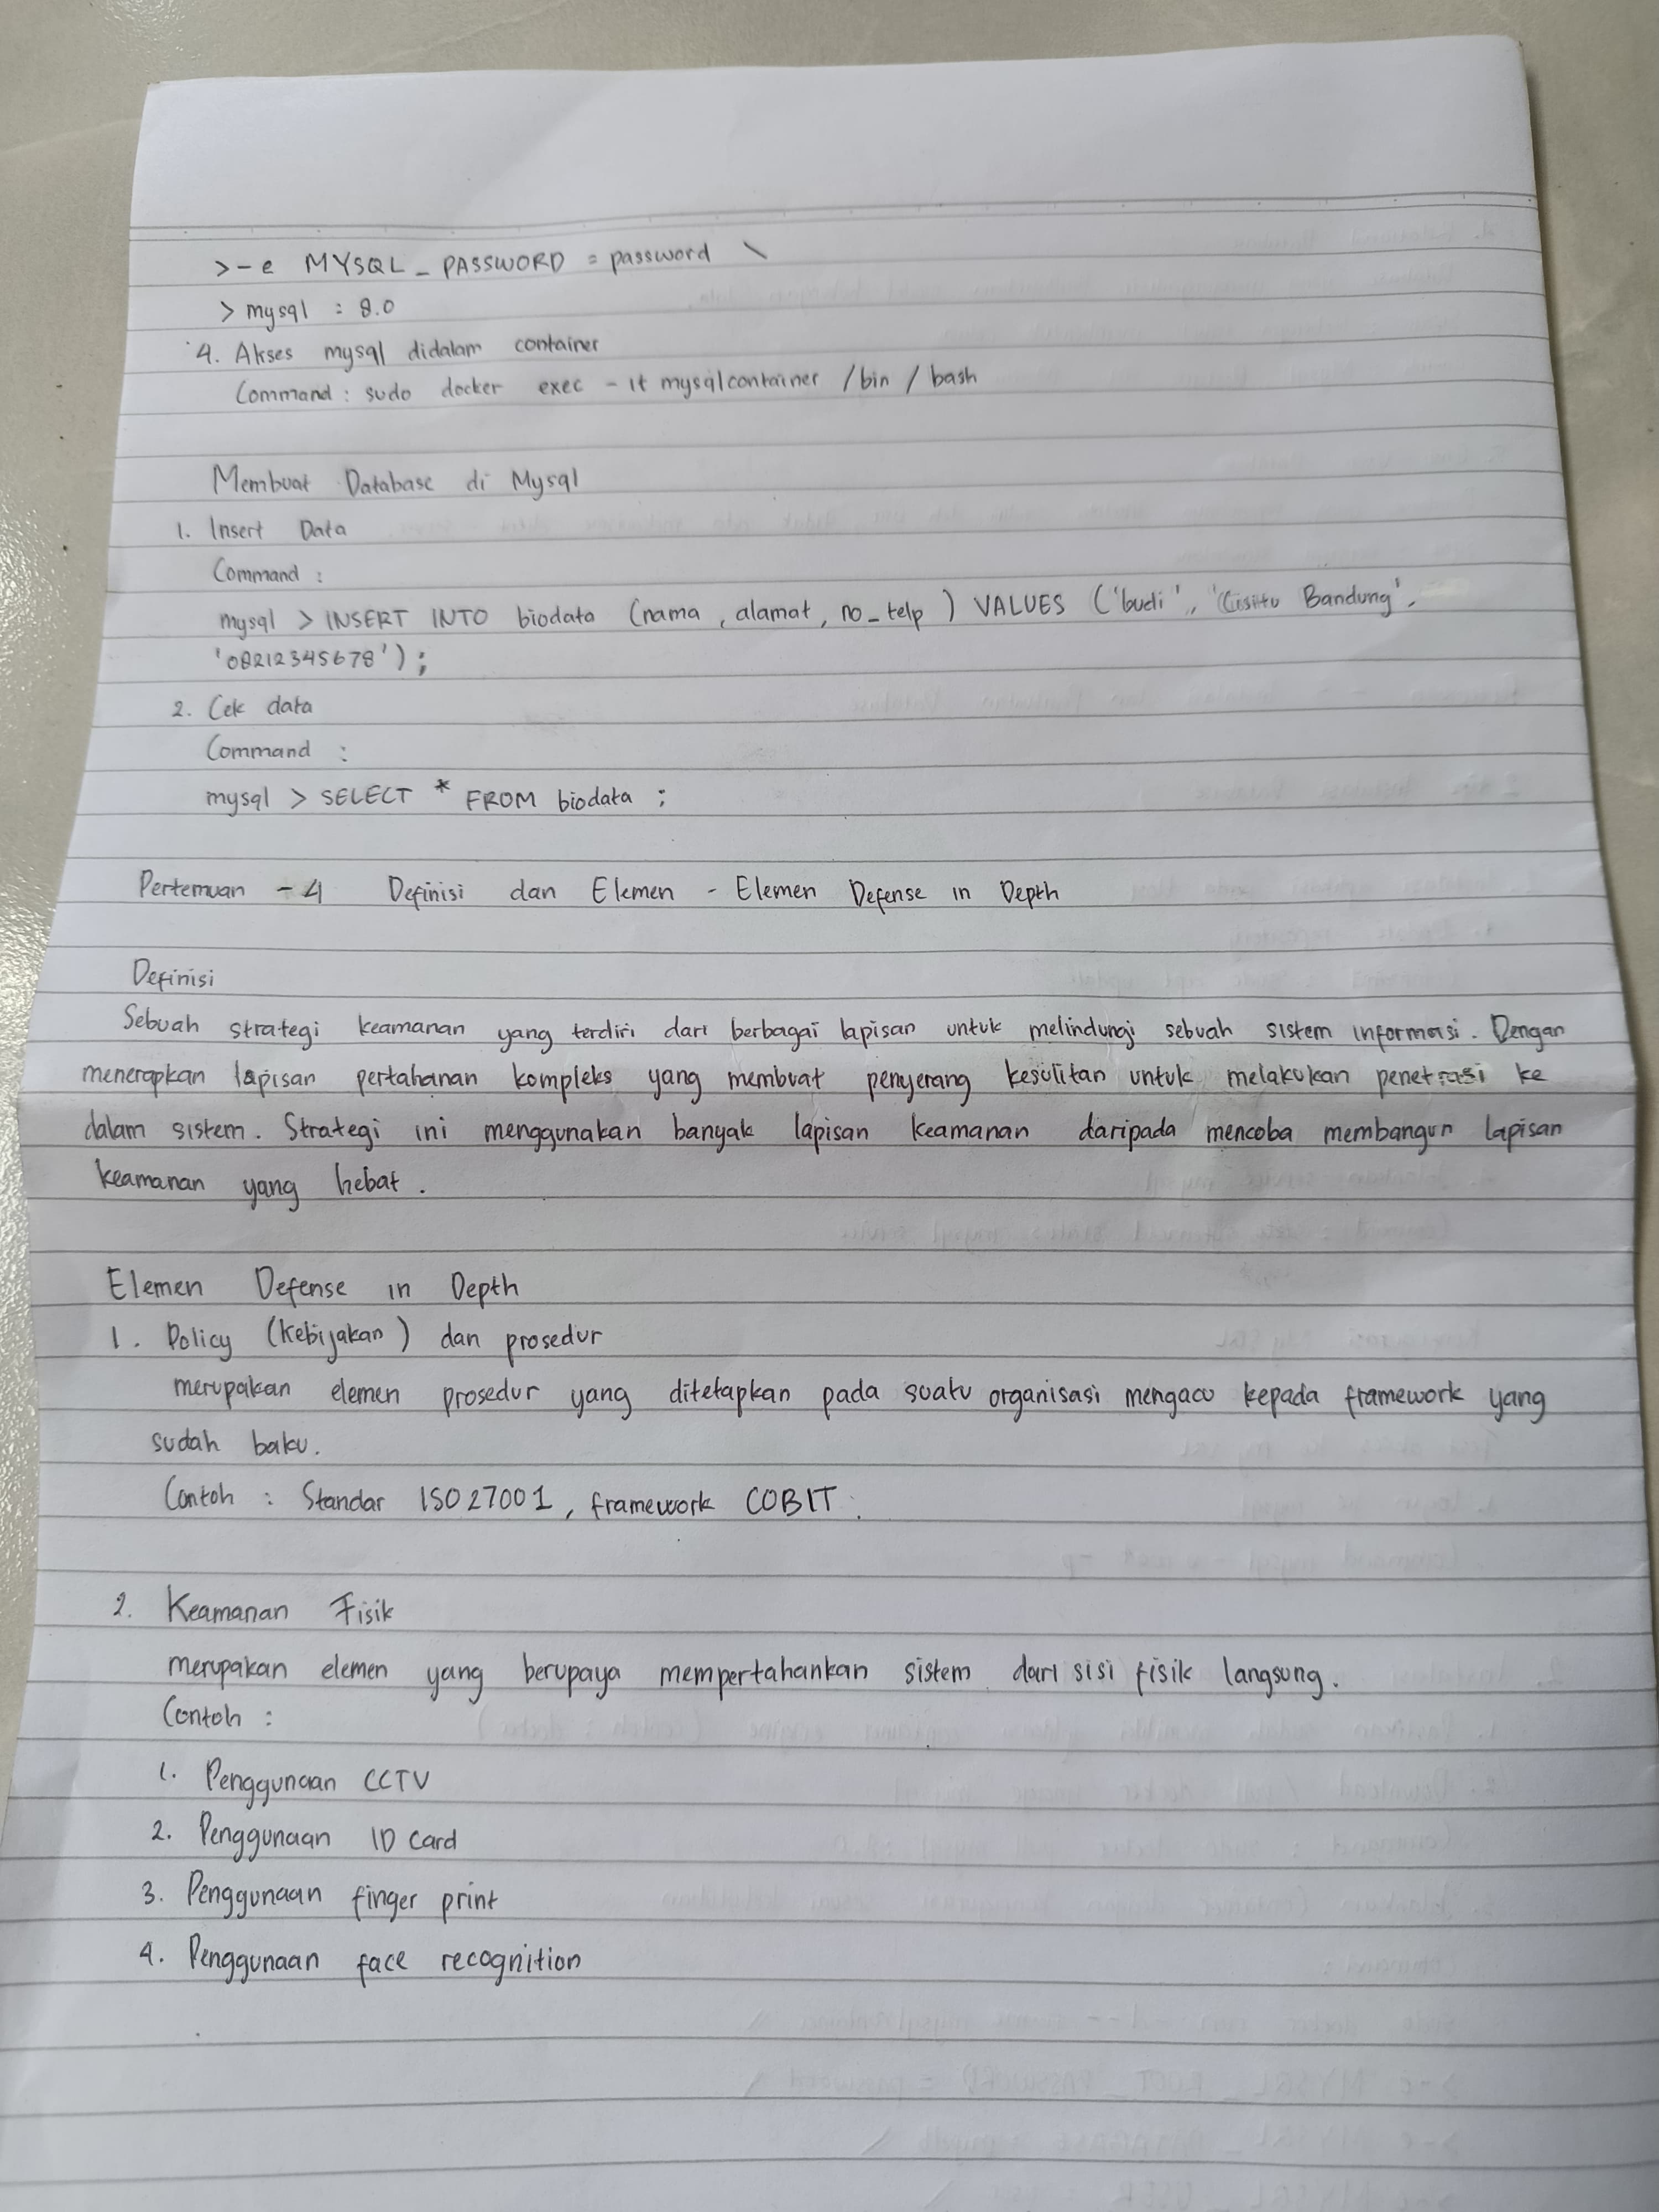 >-e MYSQL_PASSWORD = password \
> mysql : 8.0
4. Akses mysql didalam container
Command : sudo docker exec -it mysqlcontainer /bin/bash
Membuat Database di Mysql
1. Insert Data
Command :
mysql > INSERT INTO biodata (nama, alamat, no_telp) VALUES ('budi', 'Cisitu Bandung',
'08212345678');
2. Cek data
Command :
mysql > SELECT * FROM biodata ;
Pertemuan - 4 Definisi dan Elemen - Elemen Defense in Depth
Definisi
Sebuah strategi keamanan yang terdiri dari berbagai lapisan untuk melindungi sebuah sistem informasi. Dengan
menerapkan lapisan pertahanan kompleks yang membuat penyerang kesulitan untuk melakukan penetrasi ke
dalam sistem. Strategi ini menggunakan banyak lapisan keamanan daripada mencoba membangun lapisan
keamanan yang hebat.
Elemen Defense in Depth
1. Policy (Kebijakan) dan prosedur
merupakan elemen prosedur yang ditetapkan pada suatu organisasi mengacu kepada framework yang
sudah baku.
Contoh : Standar ISO27001, framework COBIT.
2. Keamanan Fisik
merupakan elemen yang berupaya mempertahankan sistem dari sisi fisik langsung.
Contoh :
1. Penggunaan CCTV
2. Penggunaan ID Card
3. Penggunaan finger print
4. Penggunaan face recognition